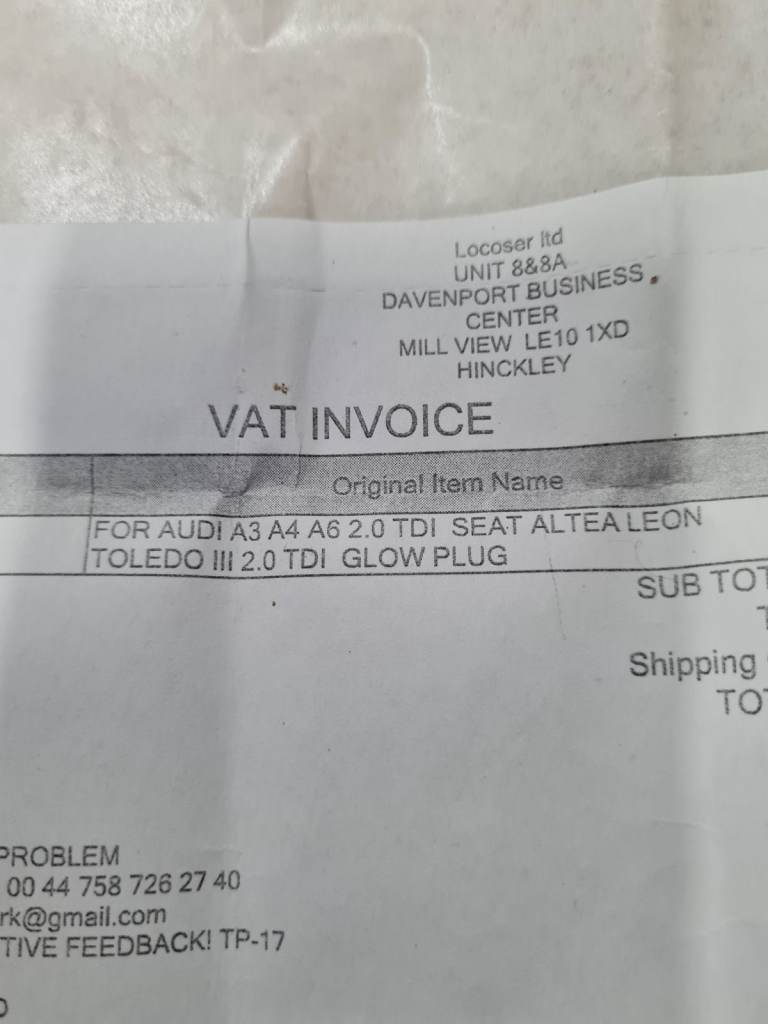 Locoser ltd
UNIT 8&8A
DAVENPORT BUSINESS
CENTER
MILL VIEW LE10 1XD
HINCKLEY
VAT INVOICE
Original Item Name
FOR AUDI A3 A4 A6 2.0 TDI SEAT ALTEA LEON
TOLEDO III 2.0 TDI GLOW PLUG
SUB TOT
T
Shipping
TOT
PROBLEM
00 44 758 726 27 40
rk@gmail.com
TIVE FEEDBACK! TP-17